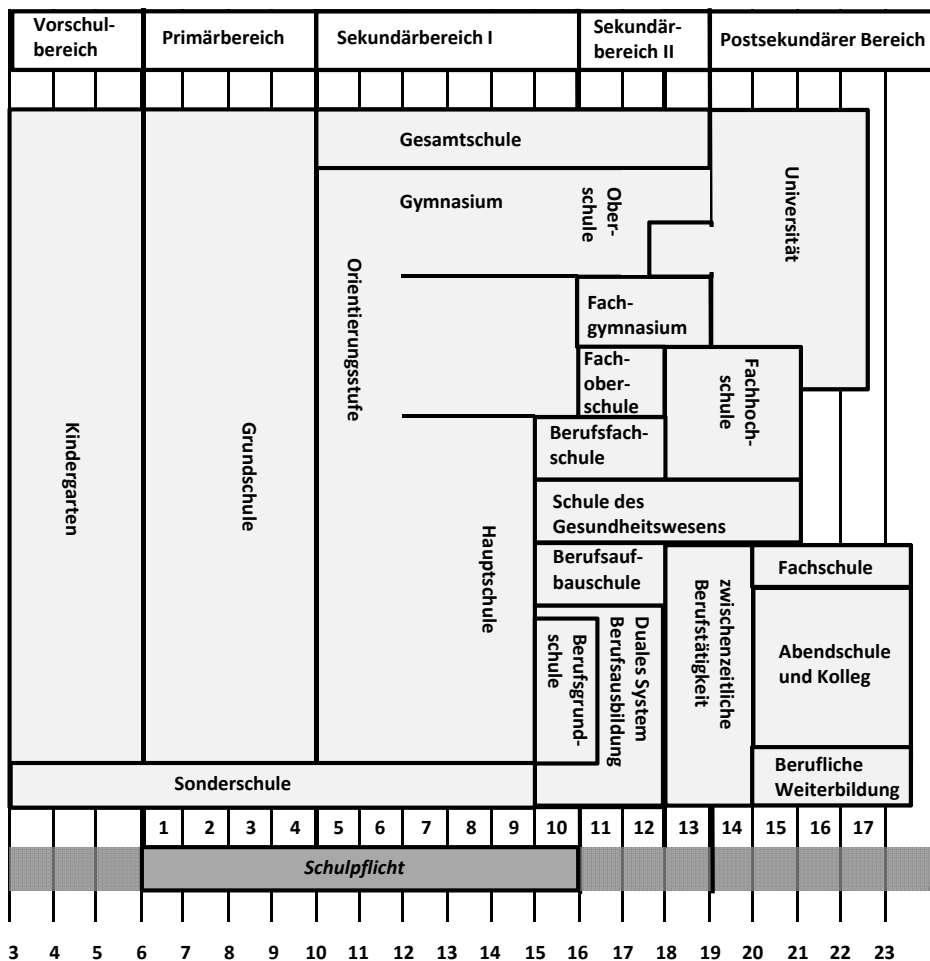 Vorschul-
bereich
Primärbereich
Sekundärbereich I
Sekundär-
bereich II
Postsekundärer Bereich
Gesamtschule
Gymnasium
Ober-
schule
Universität
Orientierungsstufe
Fach-
gymnasium
Fach-
ober-
schule
Fachhoch-
schule
Kindergarten
Grundschule
Hauptschule
Berufsfach-
schule
Schule des
Gesundheitswesens
Berufsauf-
bauschule
Berufsgrund-
schule
Duales System
Berufsausbildung
zwischenzeitliche
Berufstätigkeit
Fachschule
Abendschule
und Kolleg
Berufliche
Weiterbildung
Sonderschule
1 2 3 4 5 6 7 8 9 10 11 12 13 14 15 16 17
Schulpflicht
3 4 5 6 7 8 9 10 11 12 13 14 15 16 17 18 19 20 21 22 23